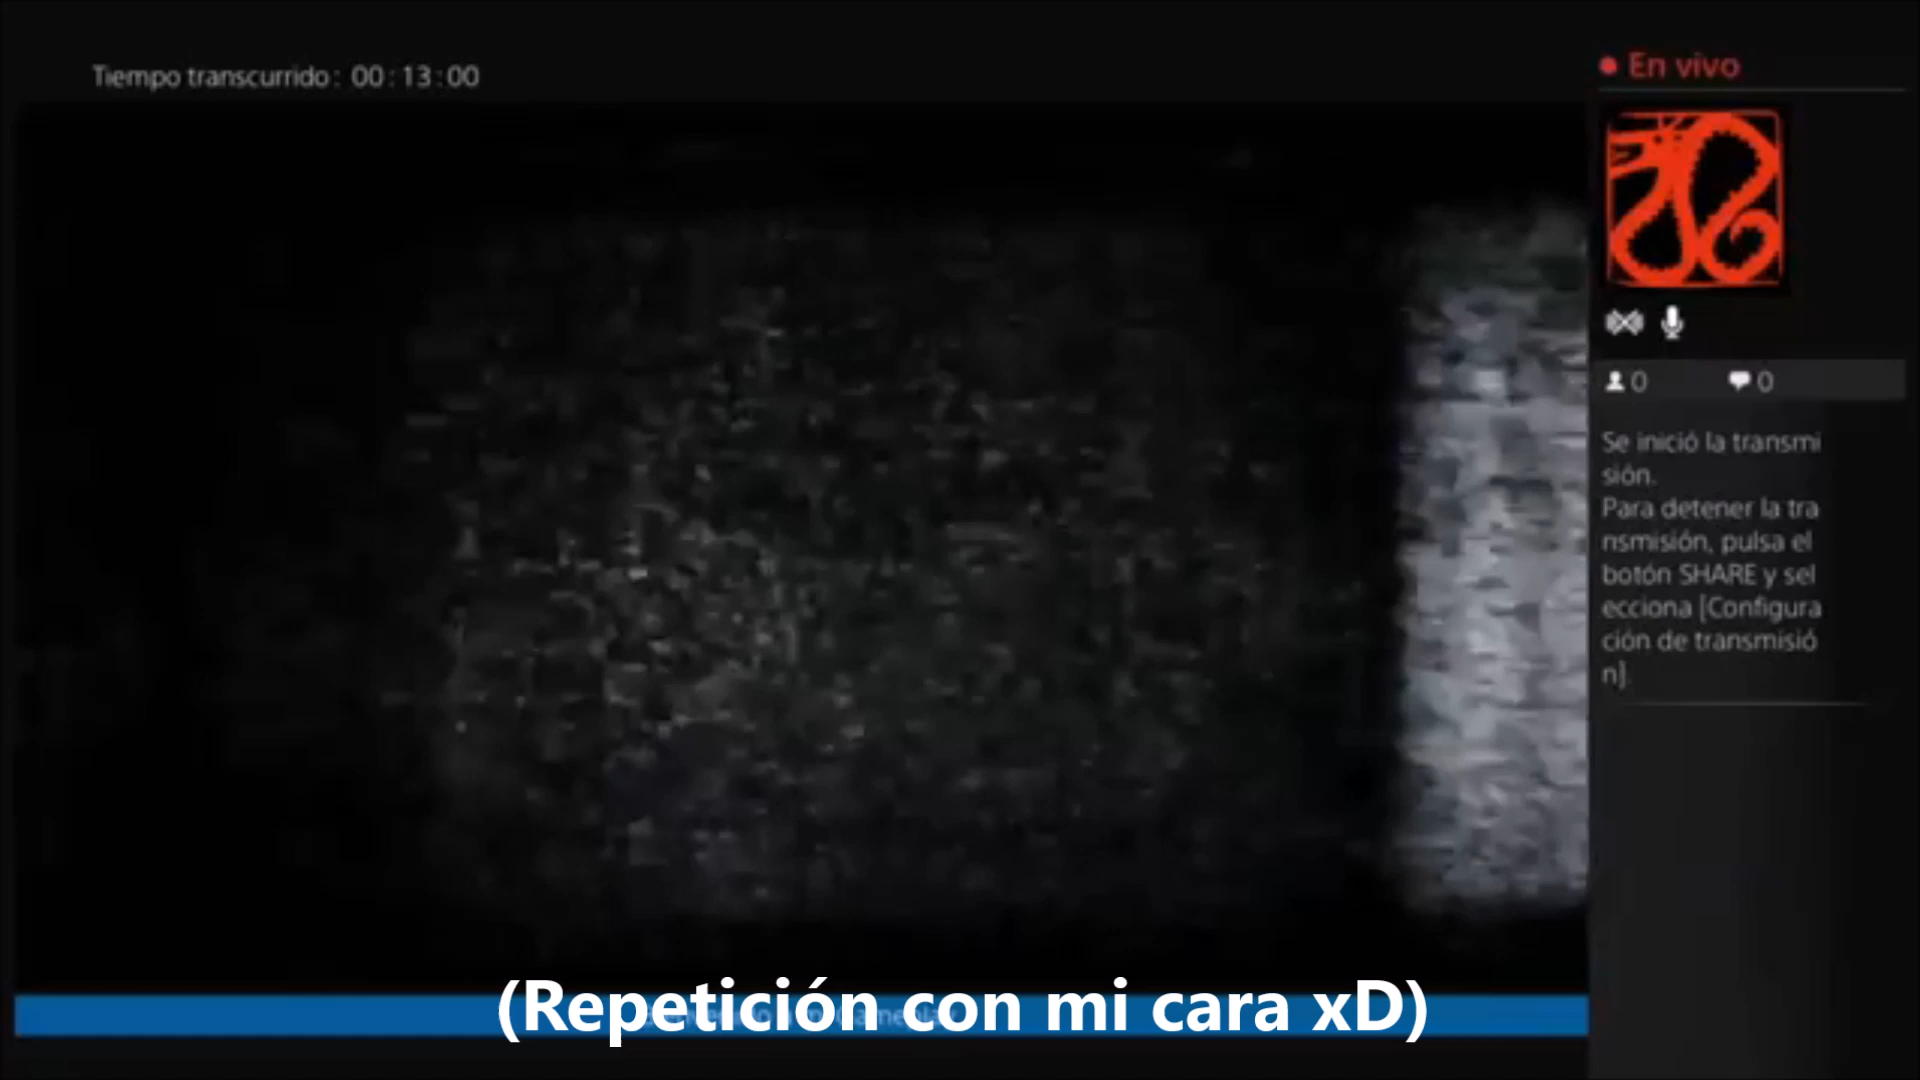 Tiempo transcurrido: 00:13:00
En vivo
0
0
Se inició la transmi
sión.
Para detener la tra
nsmisión, pulsa el
botón SHARE y sel
ecciona [Configura
ción de transmisió
n].
(Repetición con mi cara xD)